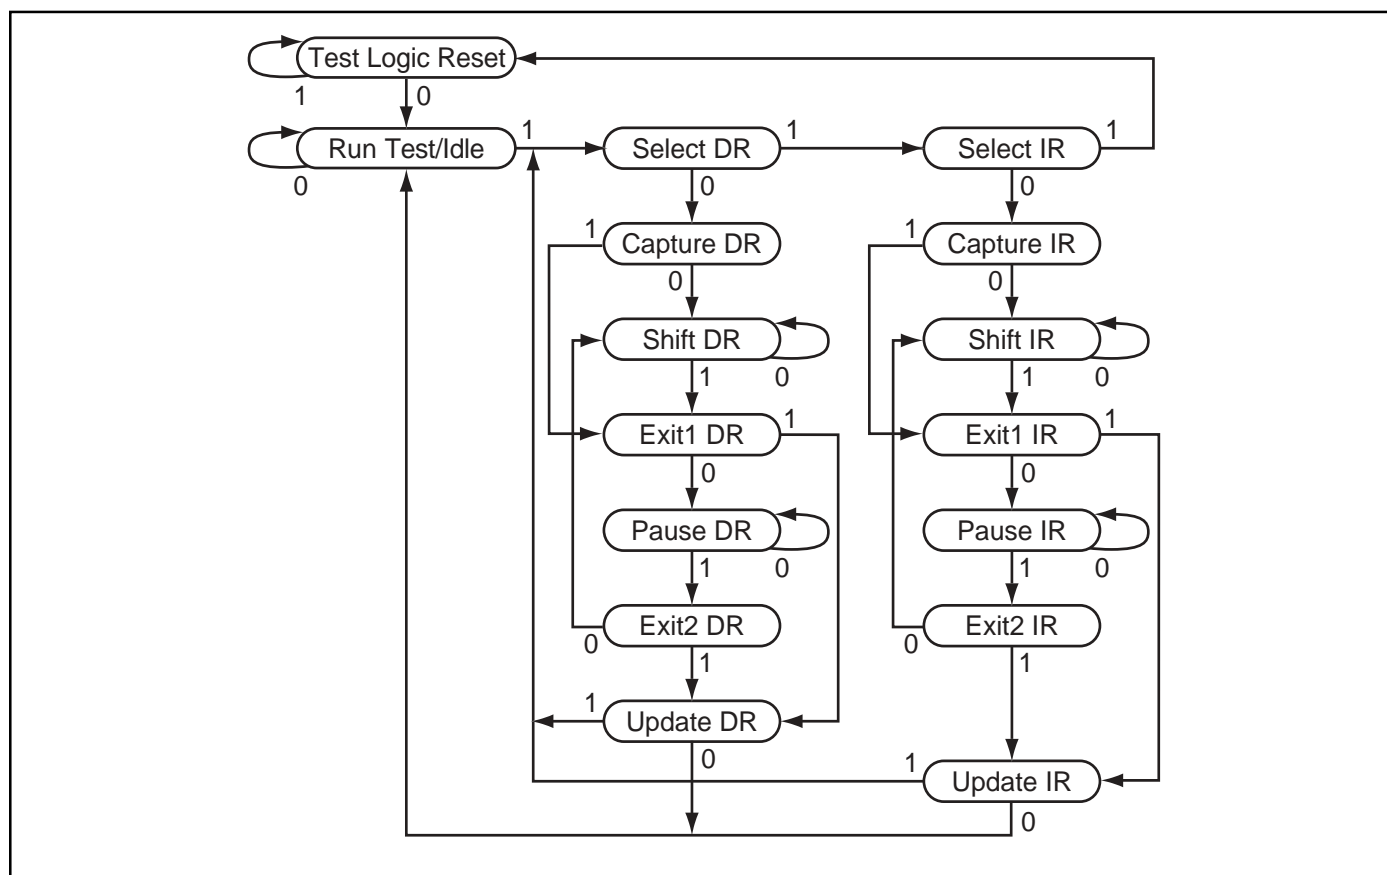 Test Logic Reset
1 0
Run Test/Idle 1 Select DR 1 Select IR 1
0 0 0
1 Capture DR 1 Capture IR
0 0
Shift DR Shift IR
1 0 1 0
Exit1 DR 1 Exit1 IR 1
0 0
Pause DR Pause IR
1 0 1 0
Exit2 DR Exit2 IR
0 1 0 1
1 Update DR
0 1 Update IR
0